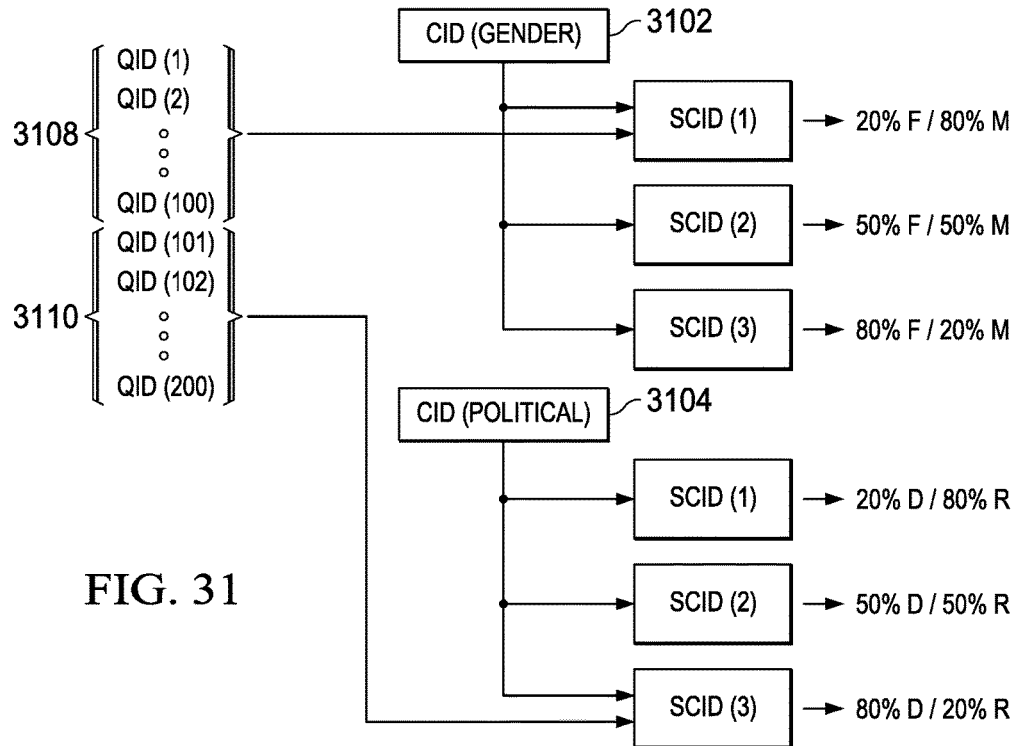 QID (1)
QID (2)
3108
QID (100)
QID (101)
QID (102)
3110
QID (200)
CID (GENDER)
3102
SCID (1)
20% F / 80% M
SCID (2)
50% F / 50% M
SCID (3)
80% F / 20% M
CID (POLITICAL)
3104
SCID (1)
20% D / 80% R
SCID (2)
50% D / 50% R
SCID (3)
80% D / 20% R
FIG. 31